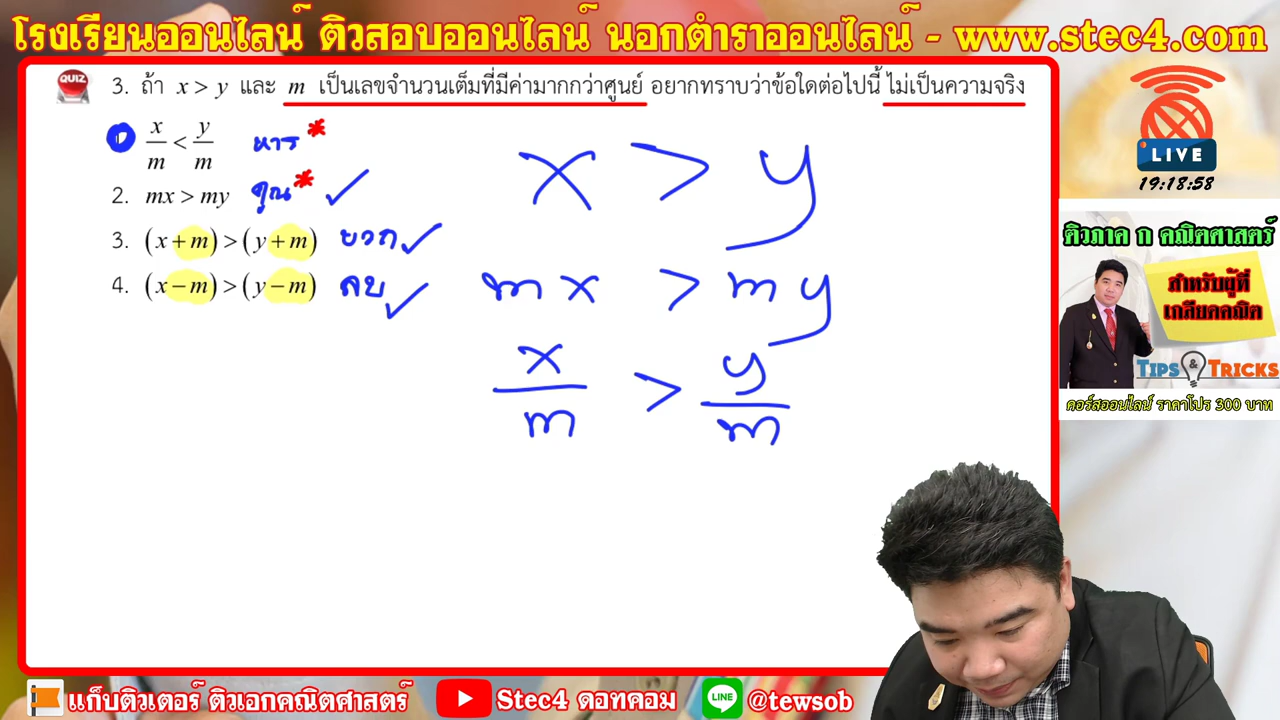 โรงเรียนออนไลน์ ติวสอบออนไลน์ นอกตำราออนไลน์ - www.stec4.com
QUIZ 3. ถ้า x > y และ m เป็นเลขจำนวนเต็มที่มีค่ามากกว่าศูนย์ อยากทราบว่าข้อใดต่อไปนี้ ไม่เป็นความจริง
1 x/m < y/m หาร *
2. mx > my คูณ * ✓
3. (x + m) > (y + m) บวก ✓
4. (x − m) > (y − m) ลบ ✓
x > y
mx > my
x/m > y/m
LIVE
19:18:58
ติวภาค ก คณิตศาสตร์
สำหรับผู้ที่
เกลียดคณิต
TIPS & TRICKS
คอร์สออนไลน์ ราคาโปร 300 บาท
แก็บติวเตอร์ ติวเอกคณิตศาสตร์ Stec4 ดอทคอม LINE @tewsob